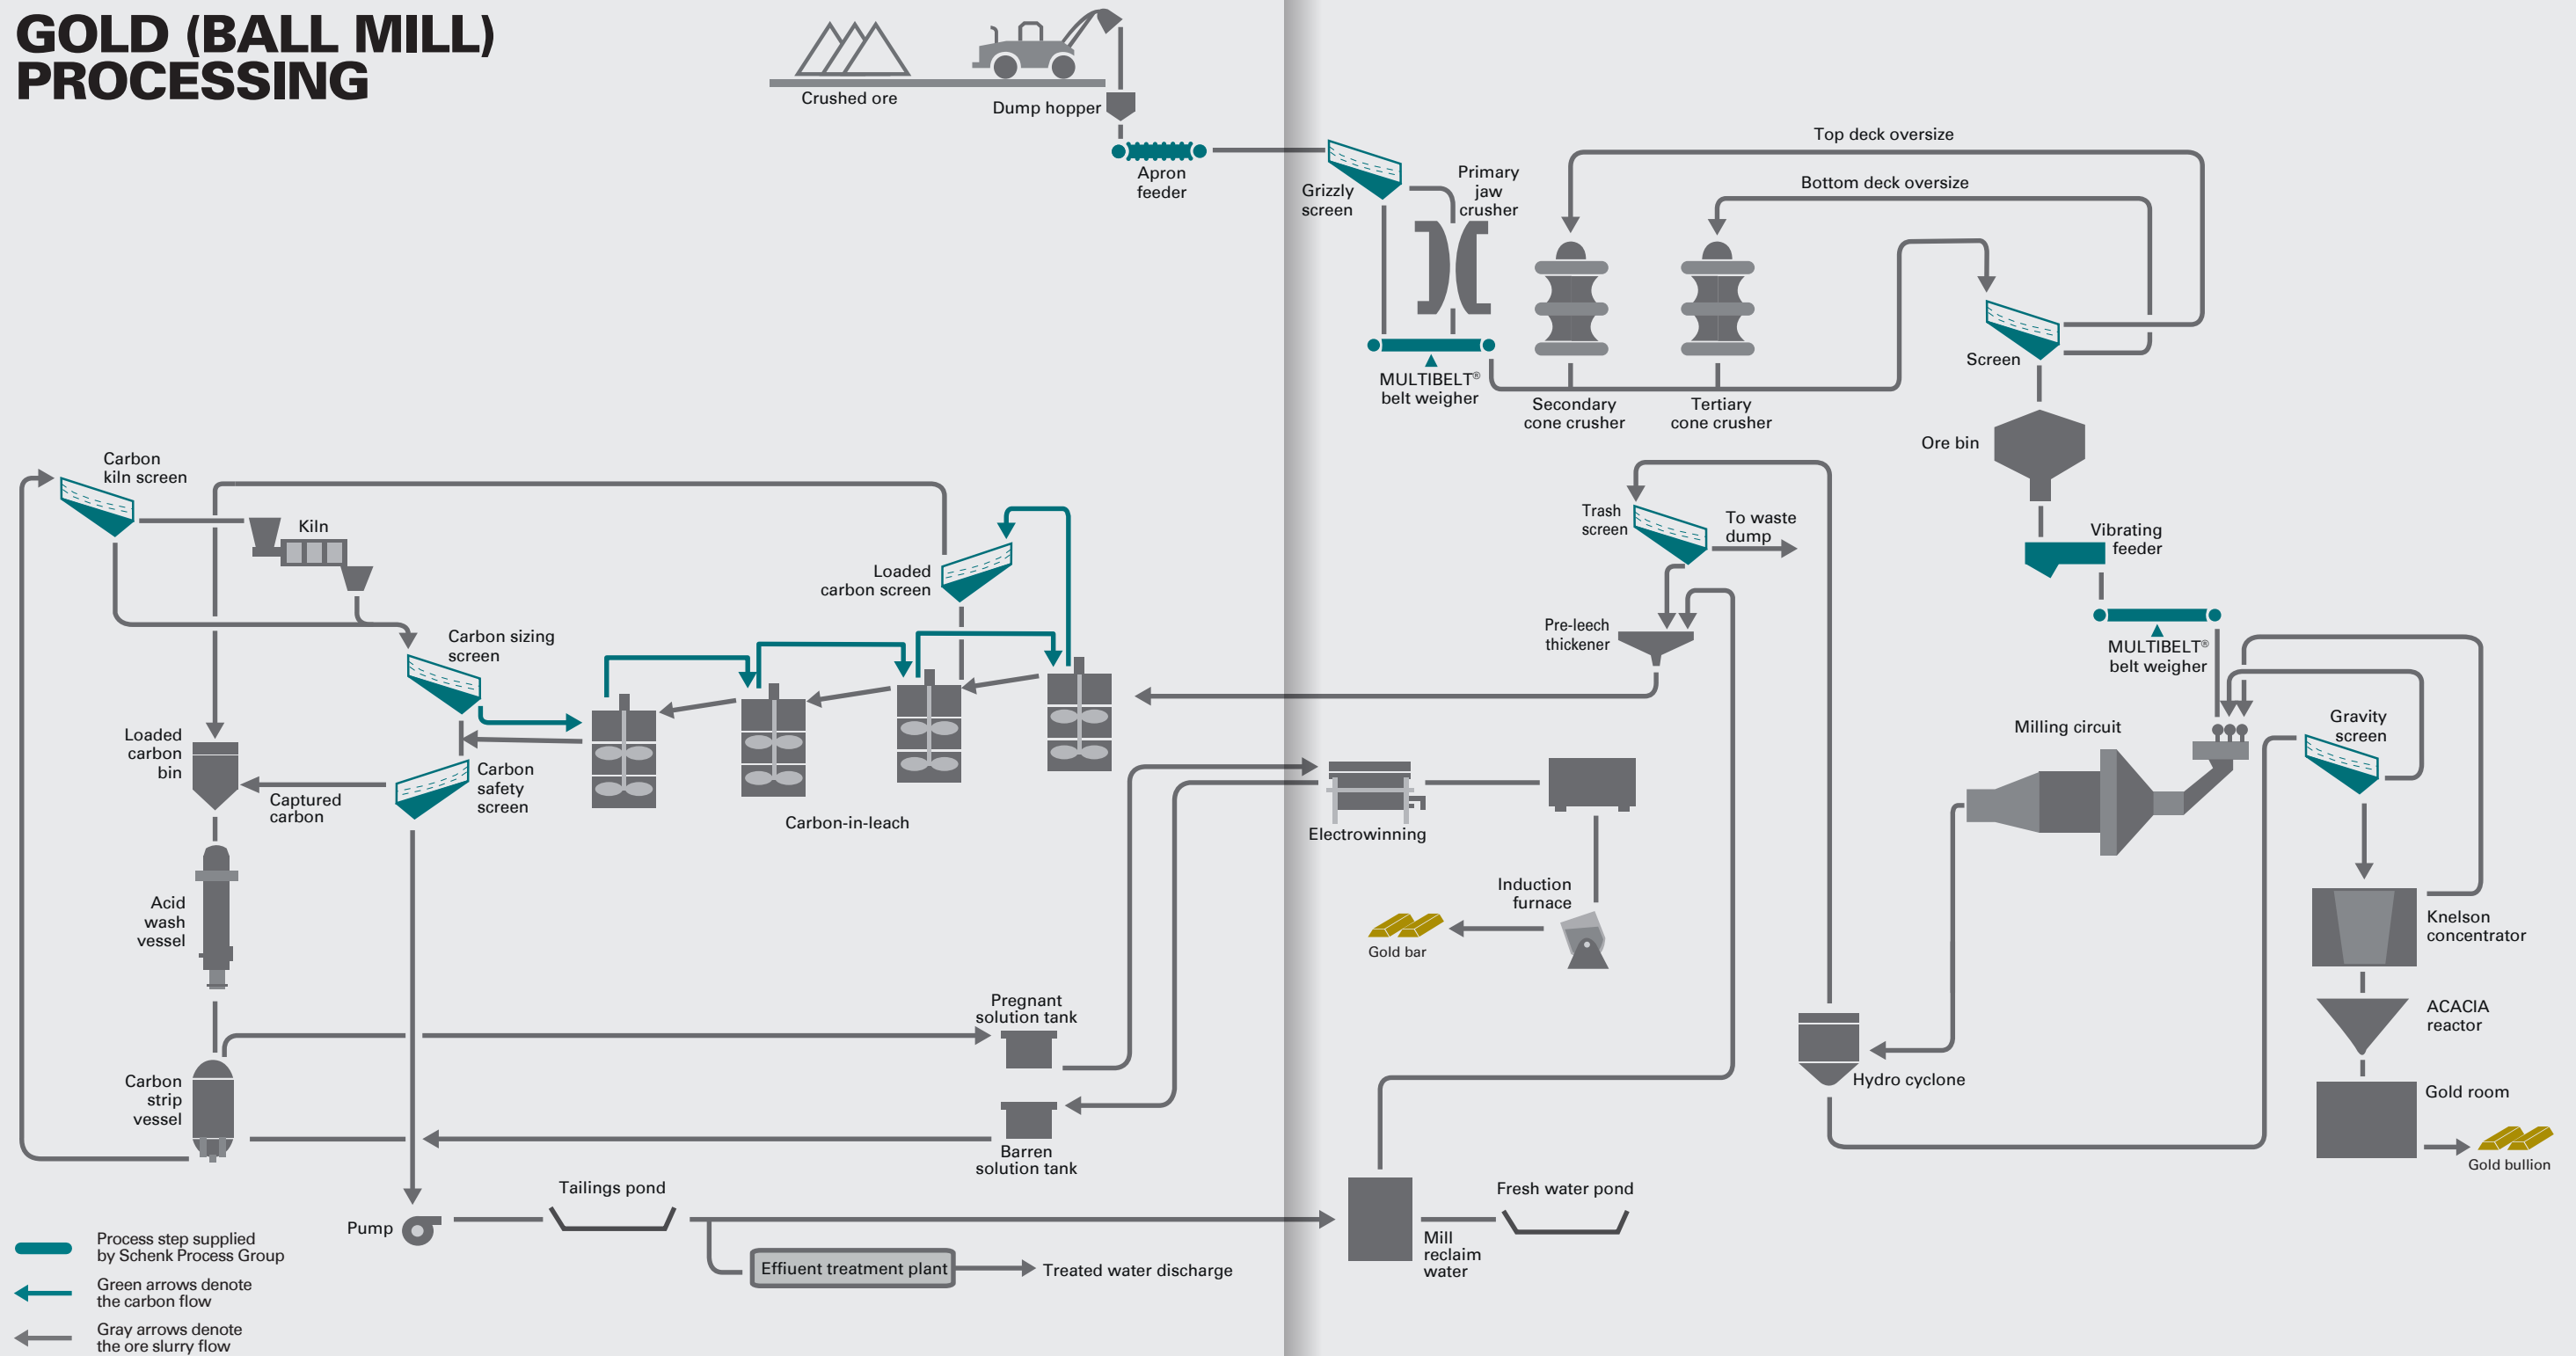 GOLD (BALL MILL)
PROCESSING
Crushed ore
Dump hopper
Apron
feeder
Grizzly
screen
Primary
jaw
crusher
MULTIBELT®
belt weigher
Top deck oversize
Bottom deck oversize
Secondary
cone crusher
Tertiary
cone crusher
Screen
Ore bin
Vibrating
feeder
MULTIBELT®
belt weigher
Milling circuit
Gravity
screen
Knelson
concentrator
ACACIA
reactor
Gold room
Gold bullion
Hydro cyclone
Trash
screen
To waste
dump
Pre-leech
thickener
Carbon
kiln screen
Kiln
Loaded
carbon screen
Carbon sizing
screen
Loaded
carbon
bin
Captured
carbon
Carbon
safety
screen
Carbon-in-leach
Electrowinning
Induction
furnace
Gold bar
Acid
wash
vessel
Pregnant
solution tank
Carbon
strip
vessel
Barren
solution tank
Tailings pond
Pump
Effiuent treatment plant
Treated water discharge
Fresh water pond
Mill
reclaim
water
Process step supplied
by Schenk Process Group
Green arrows denote
the carbon flow
Gray arrows denote
the ore slurry flow